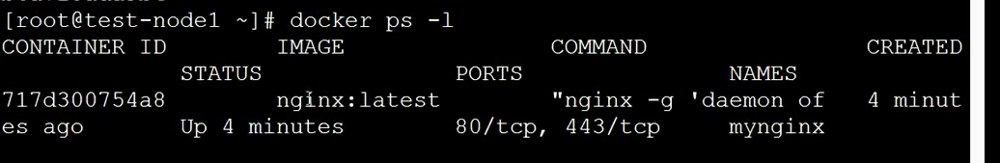 [root@test-node1 ~]# docker ps -l
CONTAINER ID        IMAGE               COMMAND                CREATED
             STATUS              PORTS               NAMES
717d300754a8        nginx:latest        "nginx -g 'daemon of   4 minut
es ago       Up 4 minutes        80/tcp, 443/tcp     mynginx